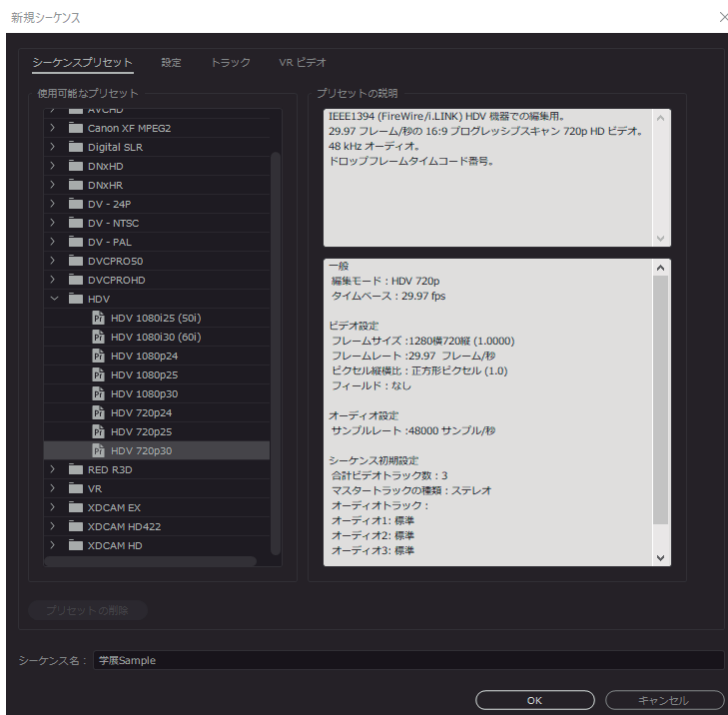 新規シーケンス
シーケンスプリセット 設定 トラック VR ビデオ
使用可能なプリセット
AVCHD
Canon XF MPEG2
Digital SLR
DNxHD
DNxHR
DV - 24P
DV - NTSC
DV - PAL
DVCPRO50
DVCPROHD
HDV
HDV 1080i25 (50i)
HDV 1080i30 (60i)
HDV 1080p24
HDV 1080p25
HDV 1080p30
HDV 720p24
HDV 720p25
HDV 720p30
RED R3D
VR
XDCAM EX
XDCAM HD422
XDCAM HD
プリセットの説明
IEEE1394 (FireWire/i.LINK) HDV 機器での編集用。
29.97 フレーム/秒の 16:9 プログレッシブスキャン 720p HD ビデオ。
48 kHz オーディオ。
ドロップフレームタイムコード番号。
一般
編集モード : HDV 720p
タイムベース : 29.97 fps
ビデオ設定
フレームサイズ :1280横720縦 (1.0000)
フレームレート :29.97 フレーム/秒
ピクセル縦横比 : 正方形ピクセル (1.0)
フィールド : なし
オーディオ設定
サンプルレート :48000 サンプル/秒
シーケンス初期設定
合計ビデオトラック数 : 3
マスタートラックの種類 : ステレオ
オーディオトラック :
オーディオ1: 標準
オーディオ2: 標準
オーディオ3: 標準
プリセットの削除
シーケンス名 : 学展Sample
OK キャンセル